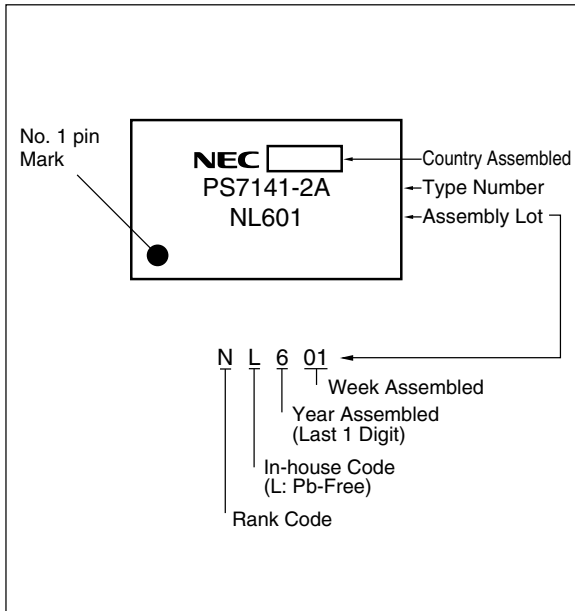 No. 1 pin
Mark
NEC
Country Assembled
PS7141-2A
Type Number
NL601
Assembly Lot
N L 6 01
Week Assembled
Year Assembled
(Last 1 Digit)
In-house Code
(L: Pb-Free)
Rank Code